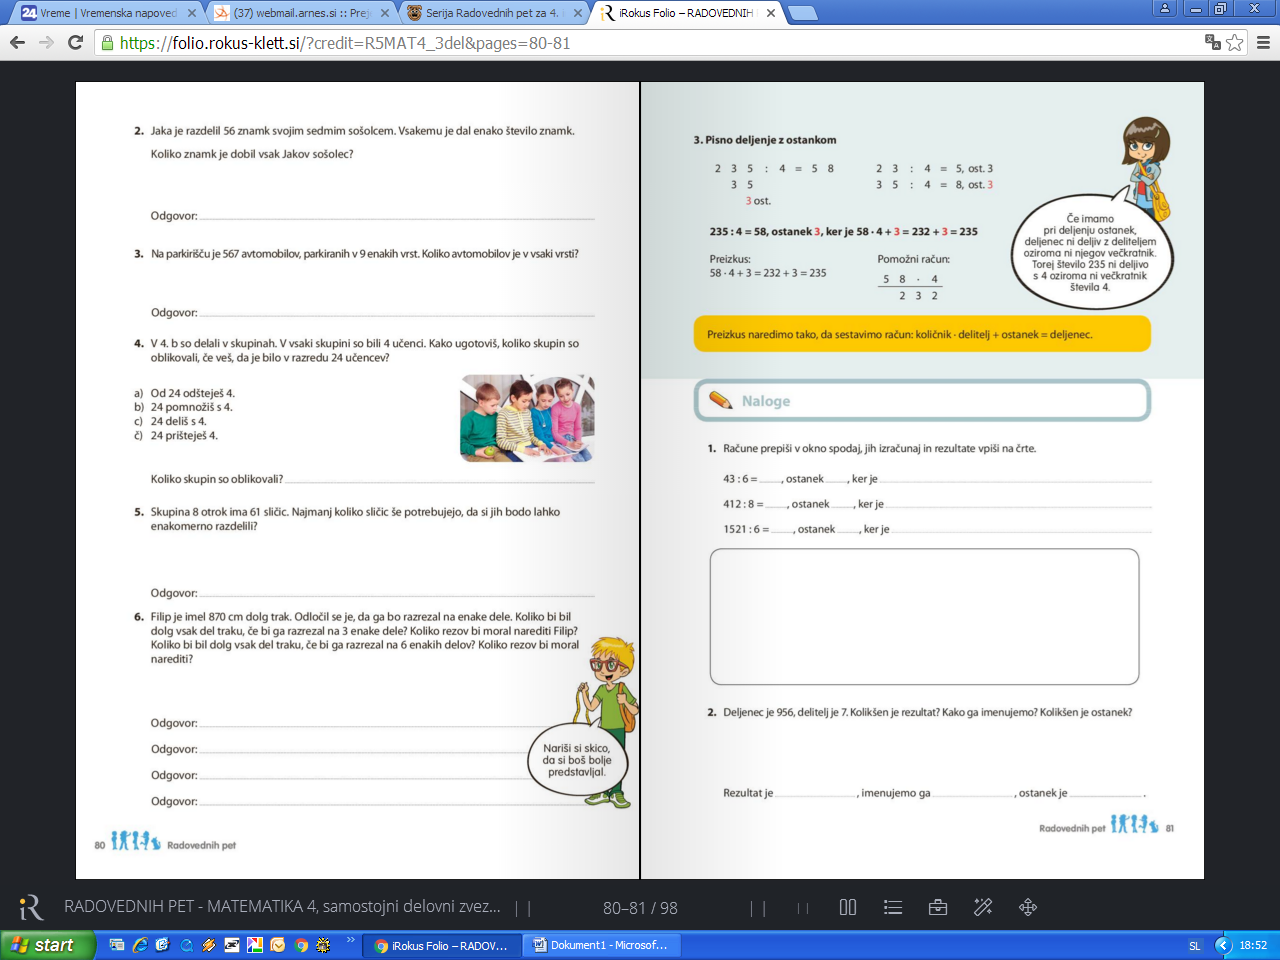 Vreme | Vremenska napoved
(37) webmail.arnes.si :: Prej
Serija Radovednih pet za 4.
iRokus Folio – RADOVEDNIH
https://folio.rokus-klett.si/?credit=R5MAT4_3del&pages=80-81
2. Jaka je razdelil 56 znamk svojim sedmim sošolcem. Vsakemu je dal enako število znamk.
Koliko znamk je dobil vsak Jakov sošolec?
Odgovor:
3. Na parkirišču je 567 avtomobilov, parkiranih v 9 enakih vrst. Koliko avtomobilov je v vsaki vrsti?
Odgovor:
4. V 4. b so delali v skupinah. V vsaki skupini so bili 4 učenci. Kako ugotoviš, koliko skupin so
oblikovali, če veš, da je bilo v razredu 24 učencev?
a) Od 24 odšteješ 4.
b) 24 pomnožiš s 4.
c) 24 deliš s 4.
č) 24 prišteješ 4.
Koliko skupin so oblikovali?
5. Skupina 8 otrok ima 61 sličic. Najmanj koliko sličic še potrebujejo, da si jih bodo lahko
enakomerno razdelili?
Odgovor:
6. Filip je imel 870 cm dolg trak. Odločil se je, da ga bo razrezal na enake dele. Koliko bi bil
dolg vsak del traku, če bi ga razrezal na 3 enake dele? Koliko rezov bi moral narediti Filip?
Koliko bi bil dolg vsak del traku, če bi ga razrezal na 6 enakih delov? Koliko rezov bi moral
narediti?
Odgovor:
Odgovor:
Odgovor:
Odgovor:
Nariši si skico,
da si boš bolje
predstavljal.
80 Radovednih pet
3. Pisno deljenje z ostankom
2 3 5 : 4 = 5 8
3 5
3 ost.
2 3 : 4 = 5, ost. 3
3 5 : 4 = 8, ost. 3
235 : 4 = 58, ostanek 3, ker je 58 · 4 + 3 = 232 + 3 = 235
Preizkus:
58 · 4 + 3 = 232 + 3 = 235
Pomožni račun:
5 8 · 4
2 3 2
Če imamo
pri deljenju ostanek,
deljenec ni deljiv z deliteljem
oziroma ni njegov večkratnik.
Torej število 235 ni deljivo
s 4 oziroma ni večkratnik
števila 4.
Preizkus naredimo tako, da sestavimo račun: količnik · delitelj + ostanek = deljenec.
Naloge
1. Račune prepiši v okno spodaj, jih izračunaj in rezultate vpiši na črte.
43 : 6 = ____, ostanek ____, ker je
412 : 8 = ____, ostanek ____, ker je
1521 : 6 = ____, ostanek ____, ker je
2. Deljenec je 956, delitelj je 7. Kolikšen je rezultat? Kako ga imenujemo? Kolikšen je ostanek?
Rezultat je ____, imenujemo ga ____, ostanek je ____.
Radovednih pet 81
iR RADOVEDNIH PET - MATEMATIKA 4, samostojni delovni zvez... 80–81 / 98
start iRokus Folio – RADOV... Dokument1 - Microsof... SL 18:52